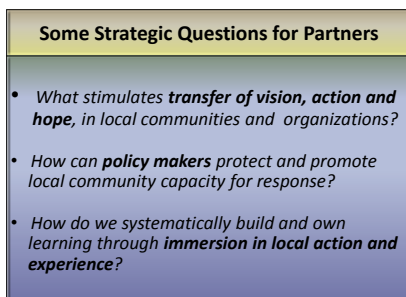 Some Strategic Questions for Partners
• What stimulates transfer of vision, action and
hope, in local communities and organizations?
• How can policy makers protect and promote
local community capacity for response?
• How do we systematically build and own
learning through immersion in local action and
experience?